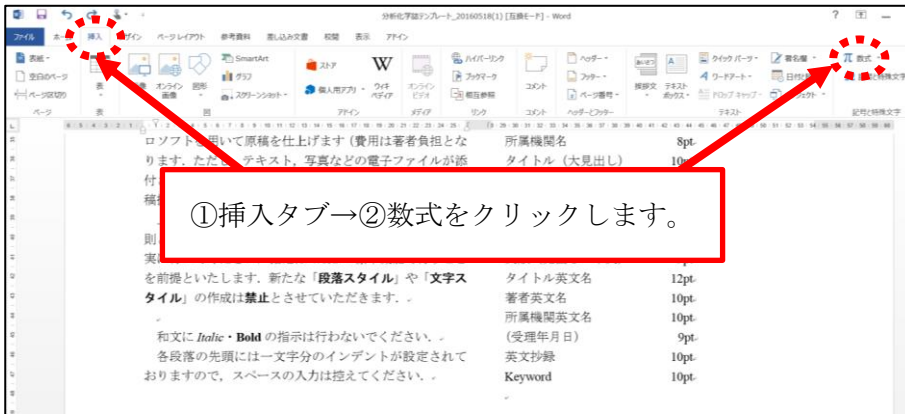 分析化学誌テンプレート_20160518(1) [互換モード] - Word
ファイル 挿入 ページ レイアウト 参考資料 差し込み文書 校閲 表示 アドイン
表紙
空白のページ
ページ区切り
ページ
表
表
オンライン
画像
図形
SmartArt
グラフ
スクリーンショット
図
ストア
個人用アプリ
ウィキ
ペディア
アドイン
オンライン
ビデオ
メディア
ハイパーリンク
ブックマーク
相互参照
リンク
コメント
コメント
ヘッダー
フッター
ページ番号
ヘッダーとフッター
あいさつ
挨拶文
テキスト
ボックス
クイック パーツ
ワードアート
ドロップ キャップ
署名欄
テキスト
π 数式
記号と特殊文字
ロソフト を用いて原稿を仕上げます（費用は著者負担とな
ります．ただ テキスト，写真などの電子ファイルが添
付
①挿入タブ→②数式をクリックします。
則
実
を前提といたします．新たな「段落スタイル」や「文字ス
タイル」の作成は禁止とさせていただきます．
和文に Italic・Bold の指示は行わないでください．
各段落の先頭には一文字分のインデントが設定されて
おりますので，スペースの入力は控えてください．
所属機関名 8pt
タイトル（大見出し）
タイトル英文名 12pt
著者英文名 10pt
所属機関英文名 10pt
（受理年月日） 9pt
英文抄録 10pt
Keyword 10pt